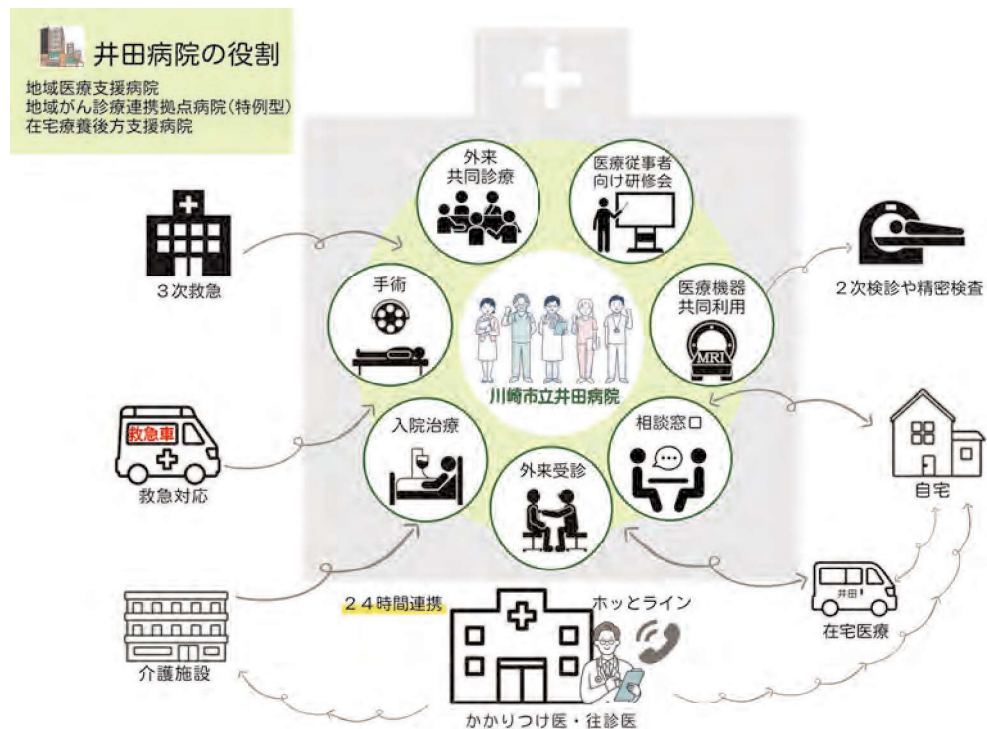 井田病院の役割
地域医療支援病院
地域がん診療連携拠点病院(特例型)
在宅療養後方支援病院
外来
共同診療
医療従事者
向け研修会
3次救急
手術
医療機器
共同利用
MRI
2次検診や精密検査
川崎市立井田病院
救急車
救急対応
入院治療
外来受診
相談窓口
自宅
24時間連携
ホッとライン
井田
在宅医療
介護施設
かかりつけ医・往診医